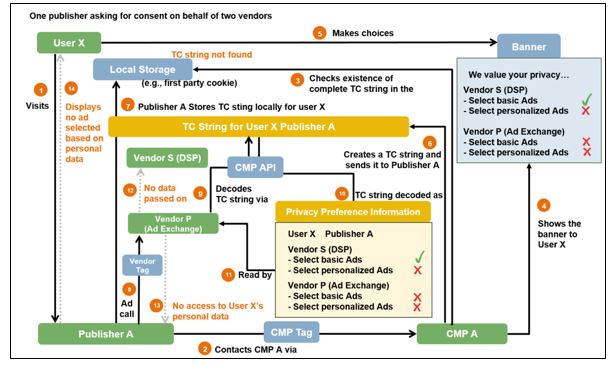 One publisher asking for consent on behalf of two vendors
User X
5
Makes choices
Banner
TC string not found
Local Storage
(e.g., first party cookie)
3
Checks existence of
complete TC string in the
We value your privacy…
Vendor S (DSP)
- Select basic Ads
- Select personalized Ads
Vendor P (Ad Exchange)
- Select basic Ads
- Select personalized Ads
1
Visits
14
Displays
no ad
selected
based on
personal
data
7
Publisher A Stores TC sting locally for user X
TC String for User X Publisher A
6
Creates a TC string and
sends it to Publisher A
Vendor S (DSP)
CMP API
9
Decodes
TC string via
10
TC string decoded as
12
No data
passed on
Vendor P
(Ad Exchange)
Privacy Preference Information
User X Publisher A
Vendor S (DSP)
- Select basic Ads
- Select personalized Ads
Vendor P (Ad Exchange)
- Select basic Ads
- Select personalized Ads
4
Shows the
banner to
User X
11
Read by
Vendor
Tag
8
Ad
call
13
No access to User X's
personal data
Publisher A
CMP Tag
CMP A
2
Contacts CMP A via